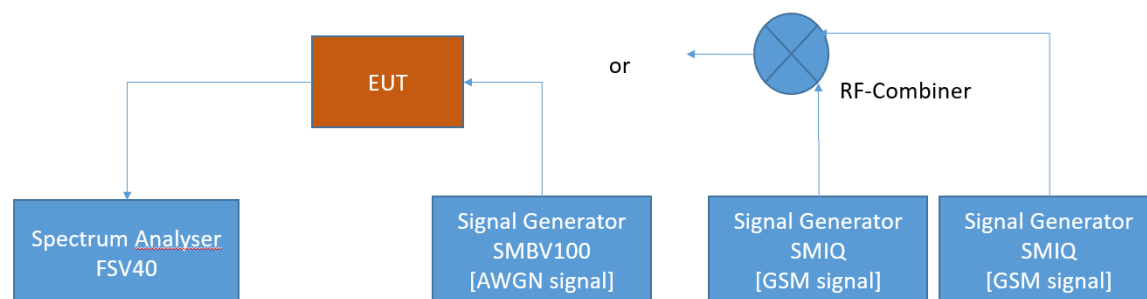 EUT
or
RF-Combiner
Spectrum Analyser
FSV40
Signal Generator
SMBV100
[AWGN signal]
Signal Generator
SMIQ
[GSM signal]
Signal Generator
SMIQ
[GSM signal]